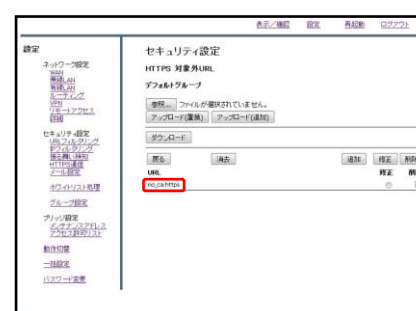 表示/確認 設定 再起動 ログアウト
設定
ネットワーク設定
WAN
無線LAN
有線LAN
ルーティング
VPN
リモートアクセス
詳細
セキュリティ設定
URLフィルタリング
IPフィルタリング
振る舞い検知
HTTPS通信
メール設定
ホワイトリスト処理
グループ設定
ブリッジ設定
メンテナンスアドレス
アクセス許可リスト
動作切替
一括設定
パスワード変更
セキュリティ設定
HTTPS 対象外URL
デフォルトグループ
参照... ファイルが選択されていません。
アップロード(置換) アップロード(追加)
ダウンロード
戻る 消去 追加 修正 削除
URL 修正 削
no_ca.https